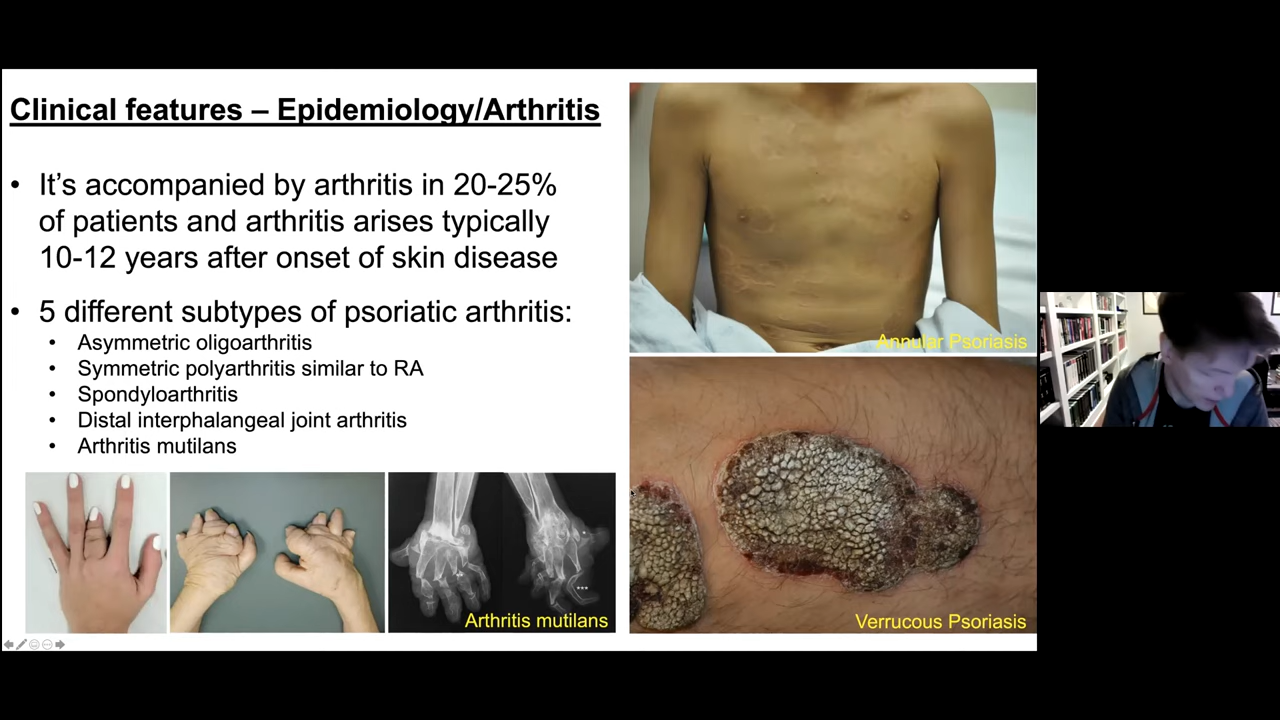 Clinical features – Epidemiology/Arthritis
• It’s accompanied by arthritis in 20-25%
of patients and arthritis arises typically
10-12 years after onset of skin disease
• 5 different subtypes of psoriatic arthritis:
• Asymmetric oligoarthritis
• Symmetric polyarthritis similar to RA
• Spondyloarthritis
• Distal interphalangeal joint arthritis
• Arthritis mutilans
Arthritis mutilans
Annular Psoriasis
Verrucous Psoriasis